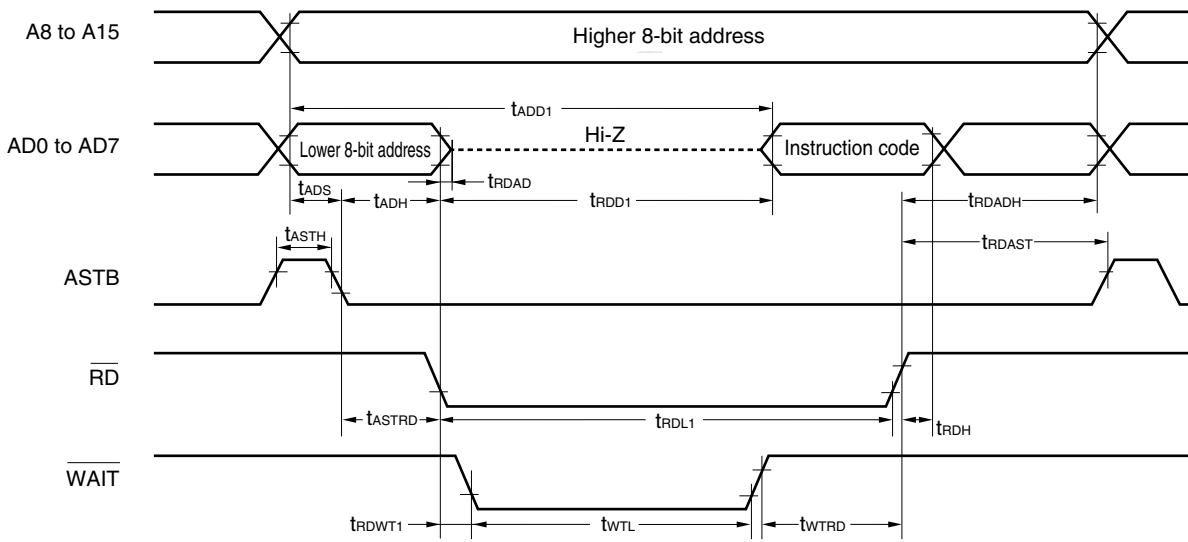 A8 to A15
Higher 8-bit address
tADD1
AD0 to AD7
Lower 8-bit address
Hi-Z
Instruction code
tRDAD
tADS
tADH
tRDD1
tRDADH
tASTH
tRDAST
ASTB
RD
tASTRD
tRDL1
tRDH
WAIT
tRDWT1
tWTL
tWTRD